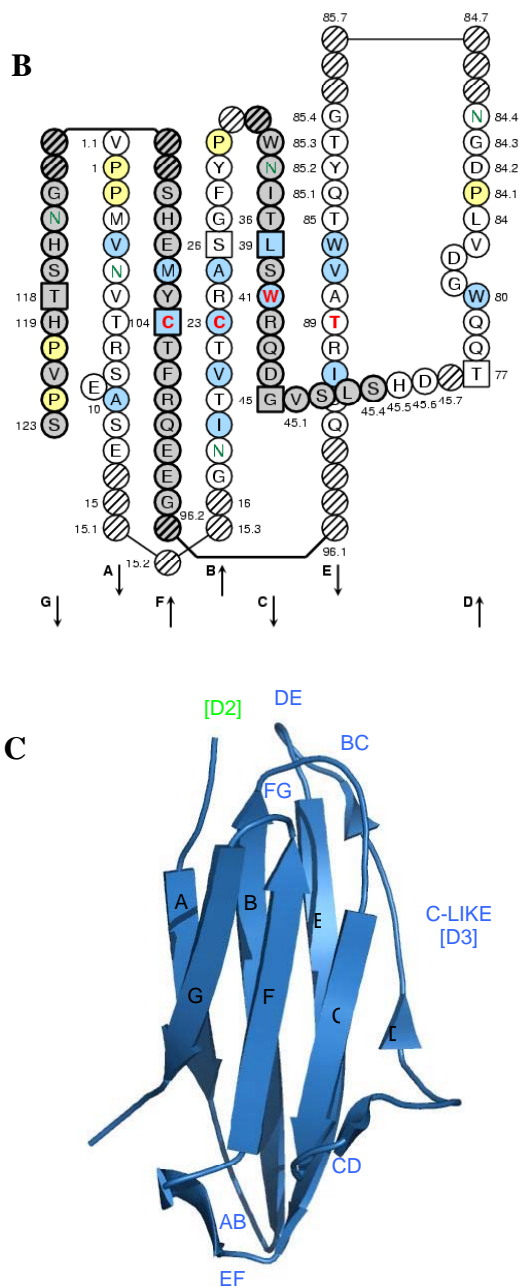 B
85.7 84.7
85.4 G N 84.4
1.1 V P W 85.3 T G 84.3
1 P Y N 85.2 Y D 84.2
G P S F I 85.1 Q P 84.1
N M H G 36 T 85 T L 84
H V E 26 S 39 L W V
D
S N M A S V
G
118 T V Y R 41 W A W 80
119 H T 104 C 23 C R 89 T Q
P R T T Q R Q
V S F V D I T 77
E
P 10 A R T 45 G V S L S H D
45.1 45.4 45.5 45.6 45.7
123 S S Q I Q
E E N
E G
15 G 16
15.1 96.2 15.3
96.1
15.2
A B E
G F C D
C
[D2] DE
BC
FG
A B E
C-LIKE
[D3]
G F C D
CD
AB
EF